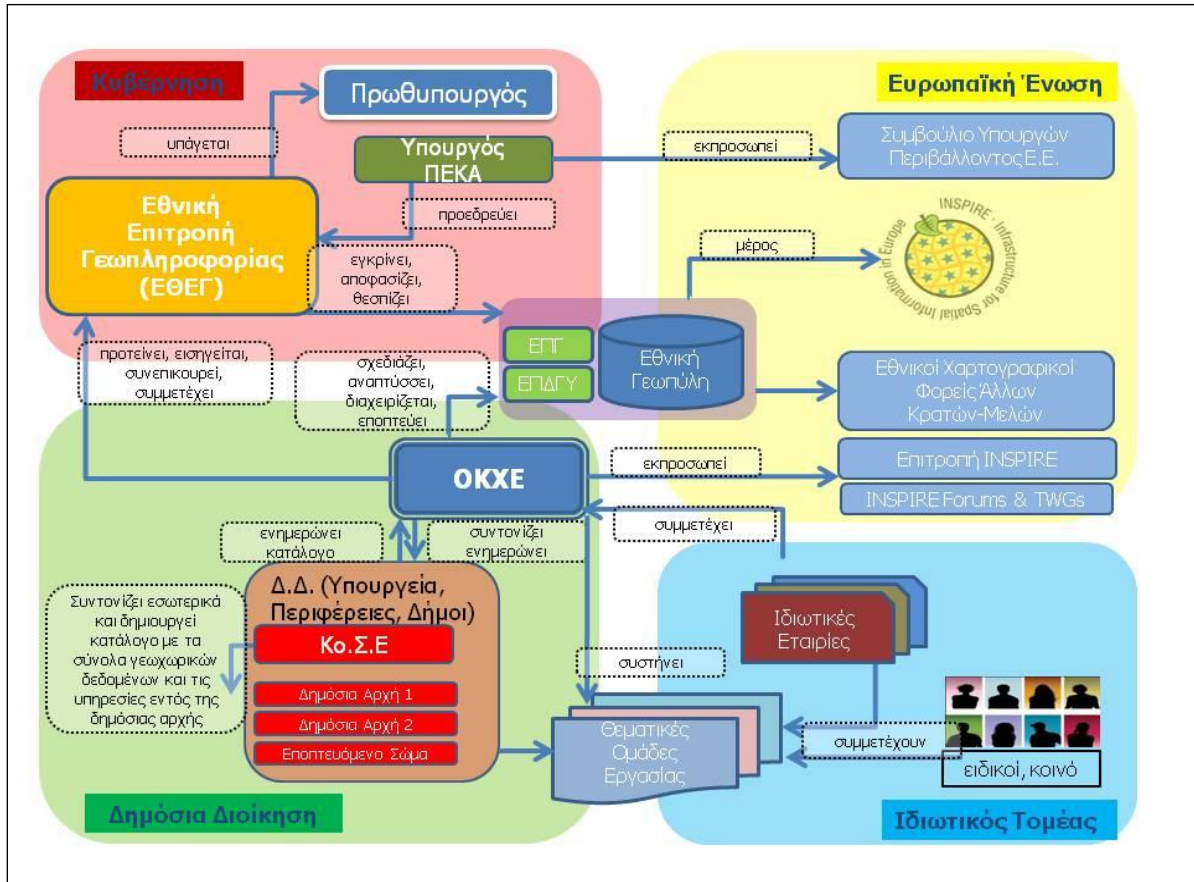 Κυβέρνηση
Πρωθυπουργός
υπάγεται
Υπουργός
ΠΕΚΑ
προεδρεύει
Εθνική
Επιτροπή
Γεωπληροφορίας
(ΕΘΕΓ)
εγκρίνει,
αποφασίζει,
θεσπίζει
Ευρωπαϊκή Ένωση
εκπροσωπεί
Συμβούλιο Υπουργών
Περιβάλλοντος Ε.Ε.
μέρος
INSPIRE - Infrastructure for Spatial Information in Europe
ΕΠΓ
ΕΠΔΓΥ
Εθνική
Γεωπύλη
Εθνικοί Χαρτογραφικοί
Φορείς Άλλων
Κρατών-Μελών
προτείνει, εισηγείται,
συνεπικουρεί,
συμμετέχει
σχεδιάζει,
αναπτύσσει,
διαχειρίζεται,
εποπτεύει
ΟΚΧΕ
εκπροσωπεί
Επιτροπή INSPIRE
INSPIRE Forums & TWGs
ενημερώνει
κατάλογο
συντονίζει
ενημερώνει
συμμετέχει
Δ.Δ. (Υπουργεία,
Περιφέρειες, Δήμοι)
Κο.Σ.Ε
Δημόσια Αρχή 1
Δημόσια Αρχή 2
Εποπτευόμενο Σώμα
Συντονίζει εσωτερικά
και δημιουργεί
κατάλογο με τα
σύνολα γεωχωρικών
δεδομένων και τις
υπηρεσίες εντός της
δημόσιας αρχής
Ιδιωτικές
Εταιρίες
συστήνει
Θεματικές
Ομάδες
Εργασίας
συμμετέχουν
ειδικοί, κοινό
Δημόσια Διοίκηση
Ιδιωτικός Τομέας